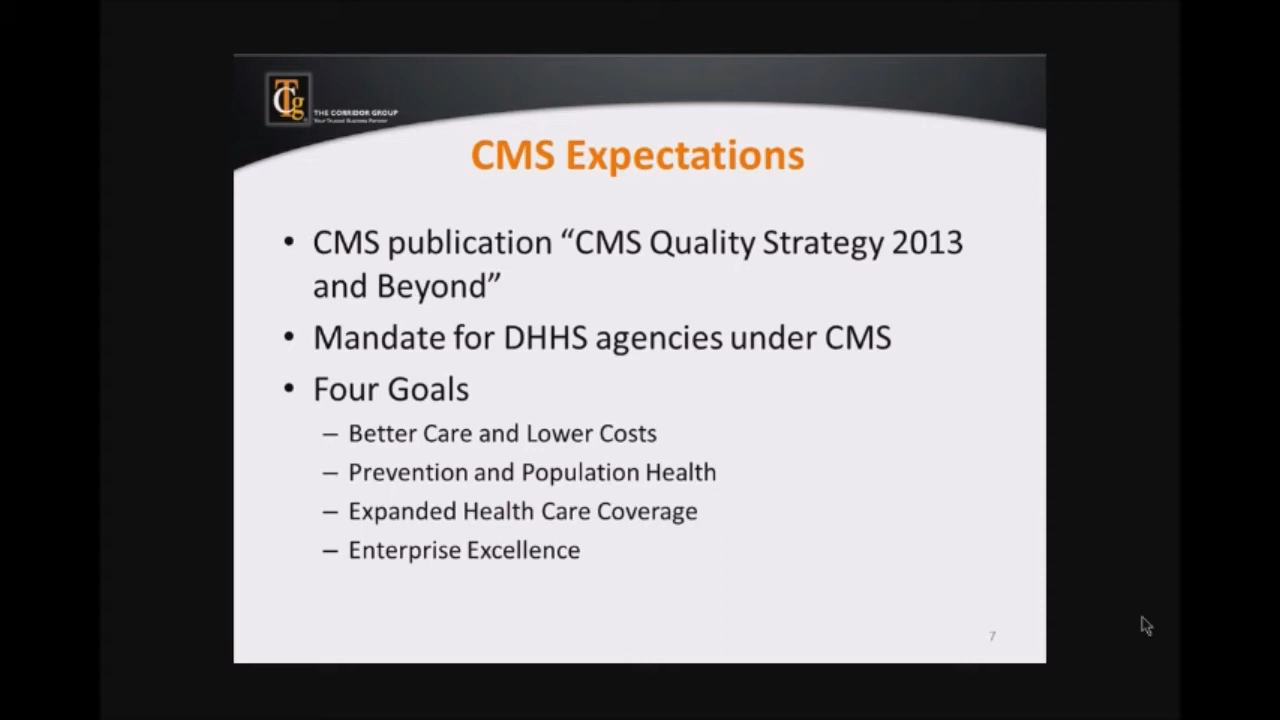 TCg
THE CORRIDOR GROUP
Your Trusted Business Partner
CMS Expectations
• CMS publication “CMS Quality Strategy 2013
and Beyond”
• Mandate for DHHS agencies under CMS
• Four Goals
– Better Care and Lower Costs
– Prevention and Population Health
– Expanded Health Care Coverage
– Enterprise Excellence
7